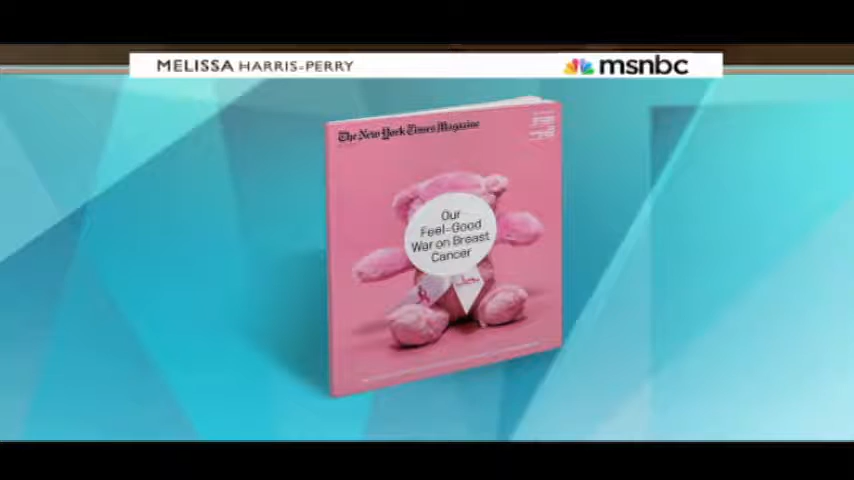 MELISSA HARRIS-PERRY
msnbc
The New York Times Magazine
Our
Feel-Good
War on Breast
Cancer